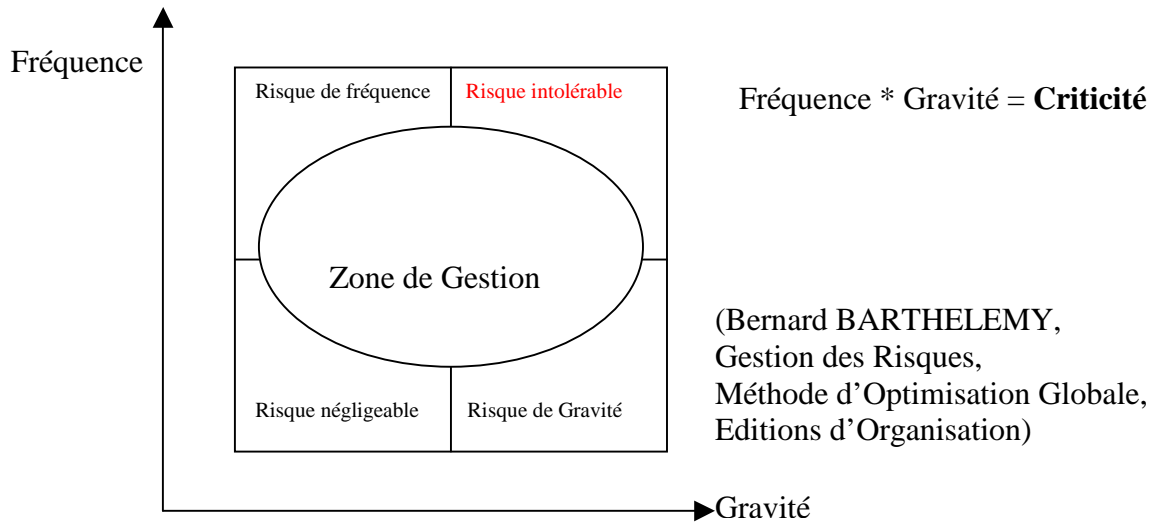 Fréquence
Risque de fréquence
Risque intolérable
Fréquence * Gravité = Criticité
Zone de Gestion
(Bernard BARTHELEMY,
Gestion des Risques,
Méthode d’Optimisation Globale,
Editions d’Organisation)
Risque négligeable
Risque de Gravité
Gravité